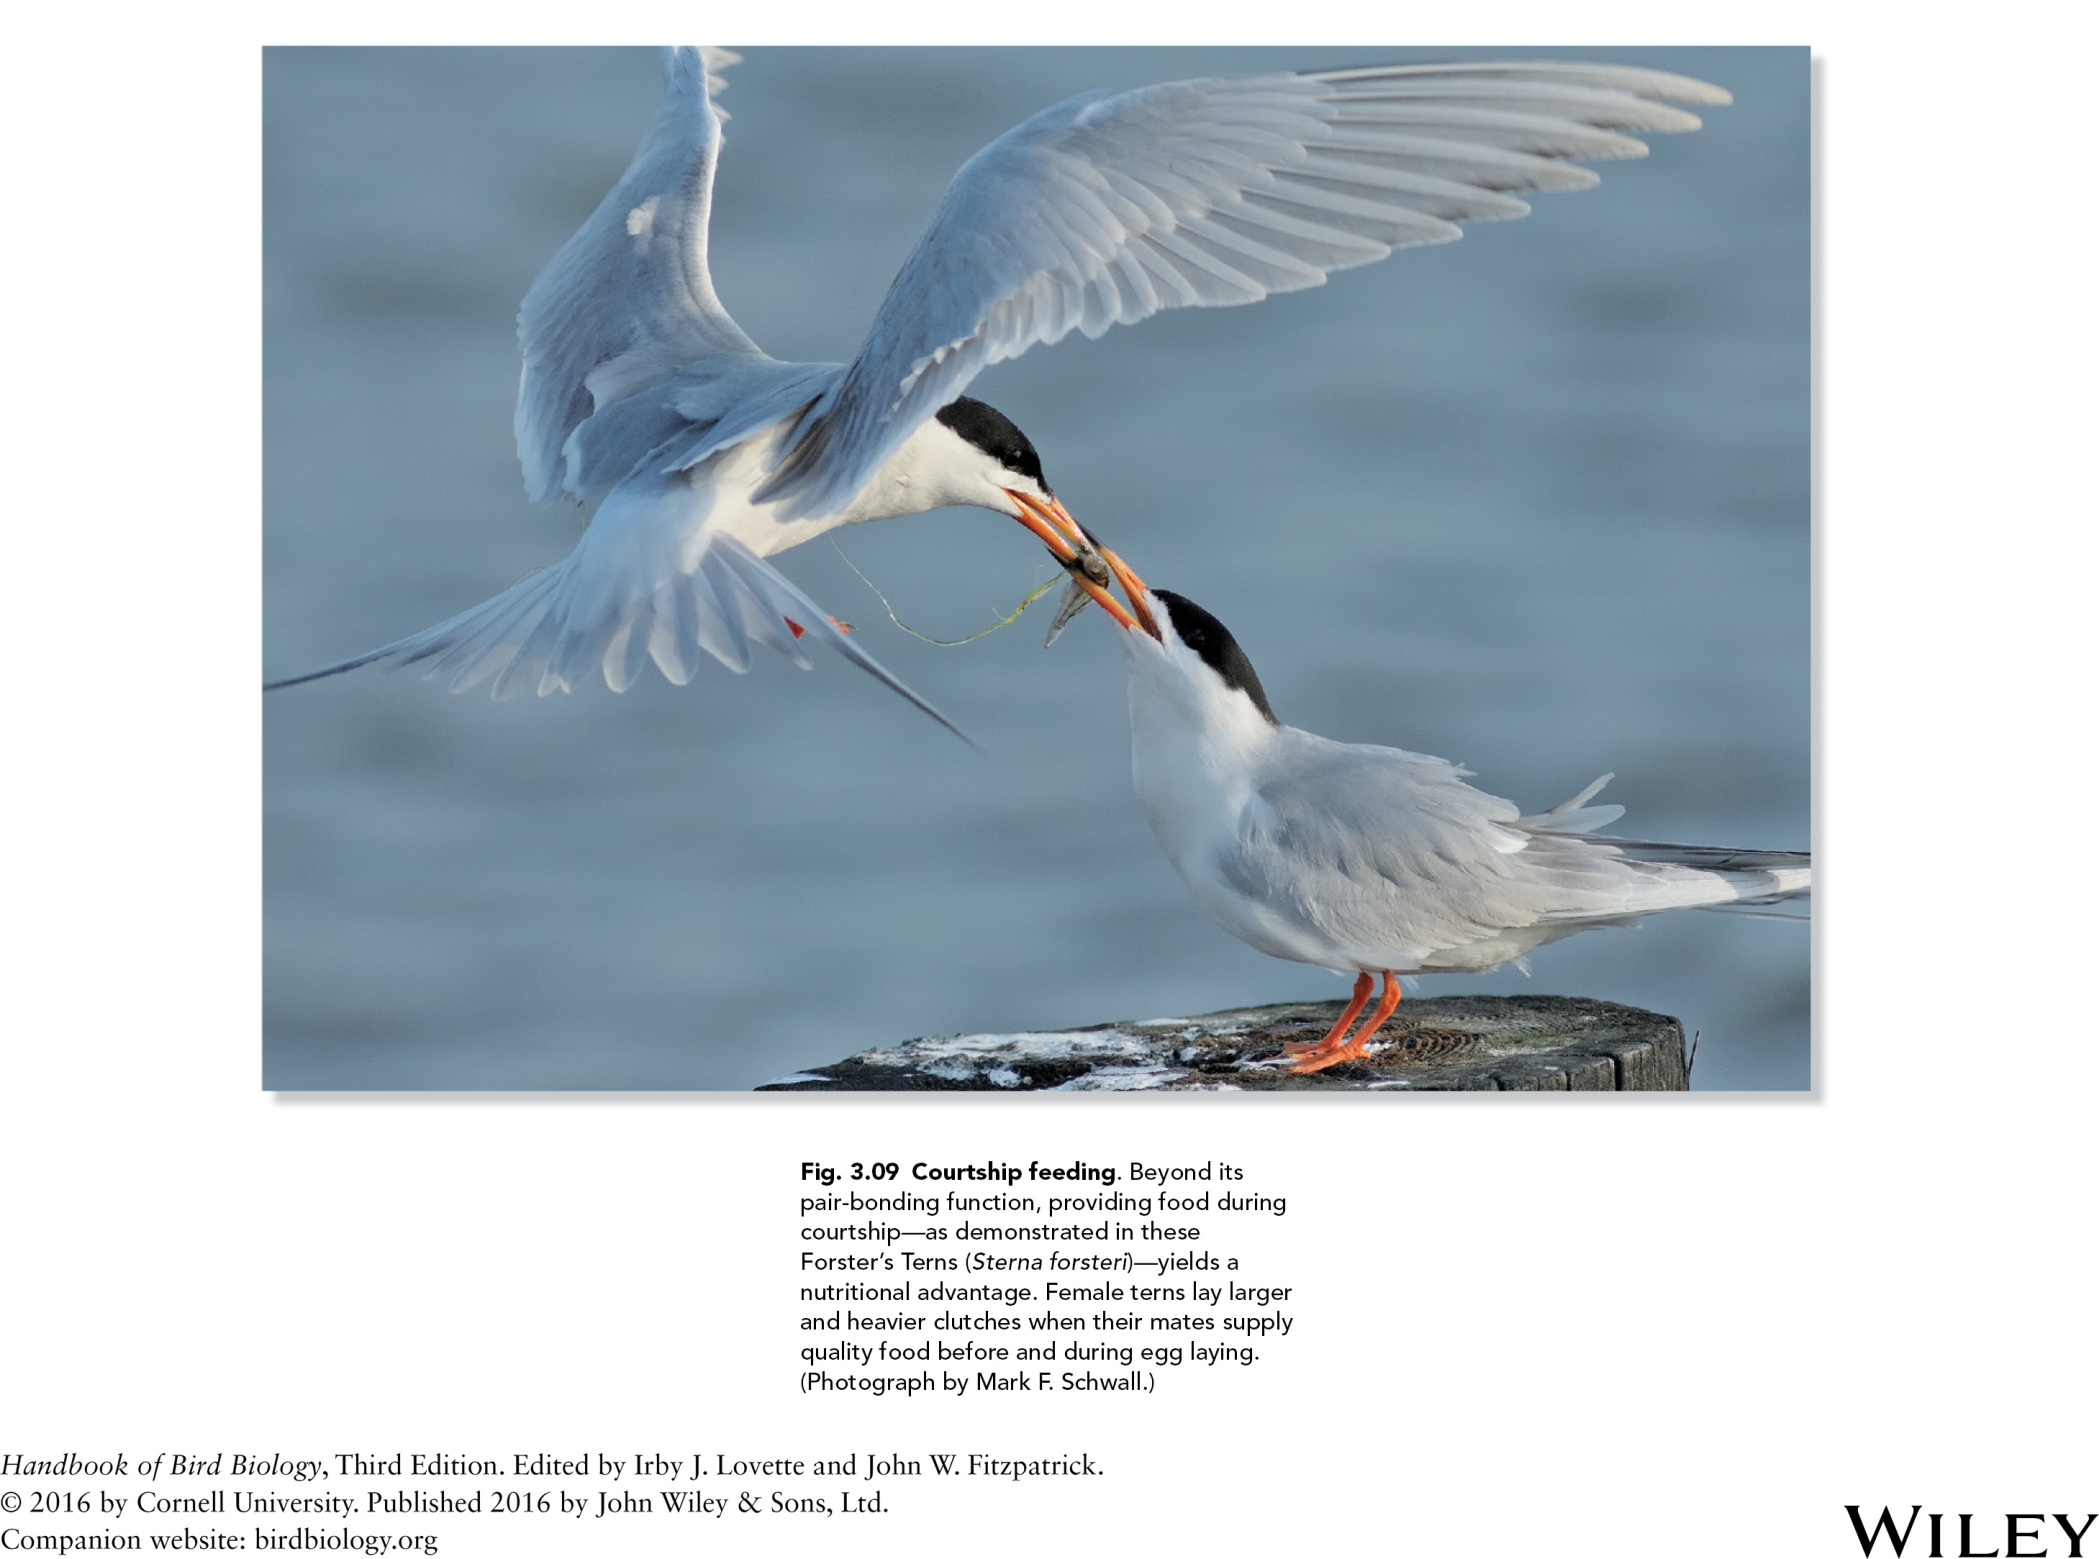 Fig. 3.09 Courtship feeding. Beyond its
pair-bonding function, providing food during
courtship—as demonstrated in these
Forster’s Terns (Sterna forsteri)—yields a
nutritional advantage. Female terns lay larger
and heavier clutches when their mates supply
quality food before and during egg laying.
(Photograph by Mark F. Schwall.)
Handbook of Bird Biology, Third Edition. Edited by Irby J. Lovette and John W. Fitzpatrick.
© 2016 by Cornell University. Published 2016 by John Wiley & Sons, Ltd.
Companion website: birdbiology.org
WILEY